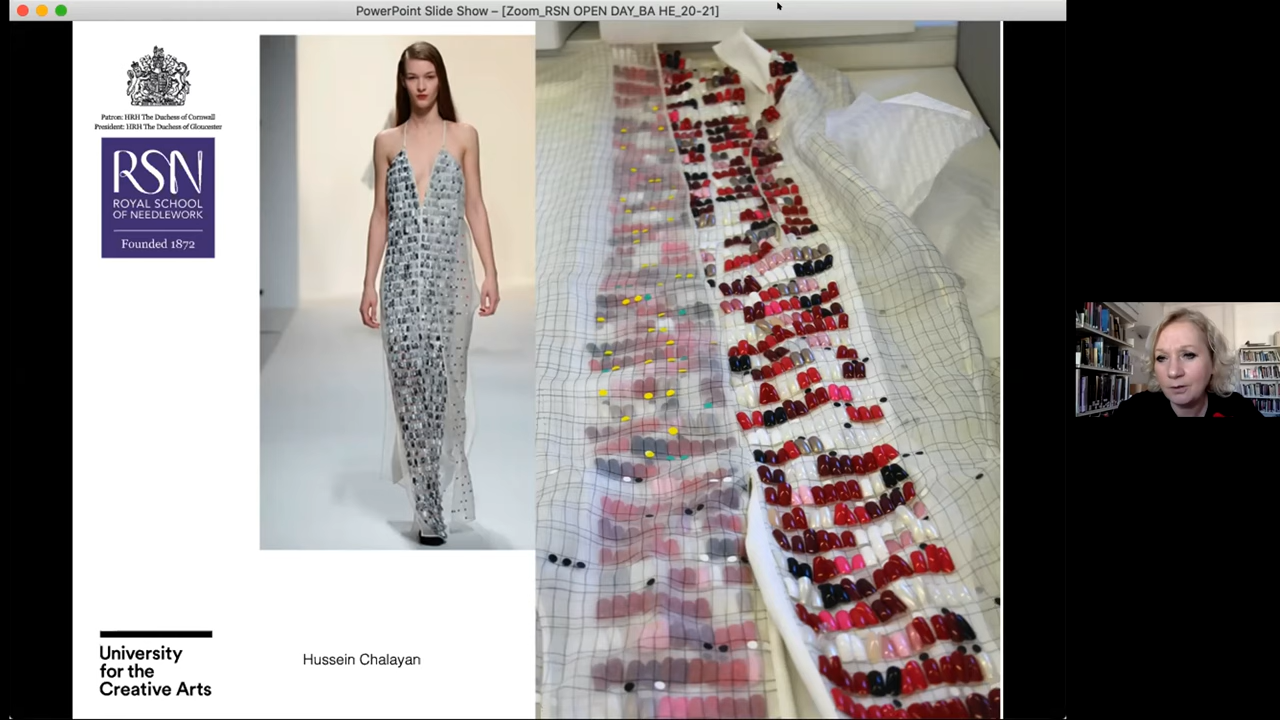 PowerPoint Slide Show – [Zoom_RSN OPEN DAY_BA HE_20-21]
Patron: HRH The Duchess of Cornwall
President: HRH The Duchess of Gloucester
RSN
ROYAL SCHOOL
OF NEEDLEWORK
Founded 1872
University
for the
Creative Arts
Hussein Chalayan